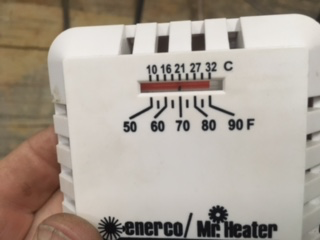 10 16 21 27 32 C
50 60 70 80 90 F
enerco/ Mr. Heater